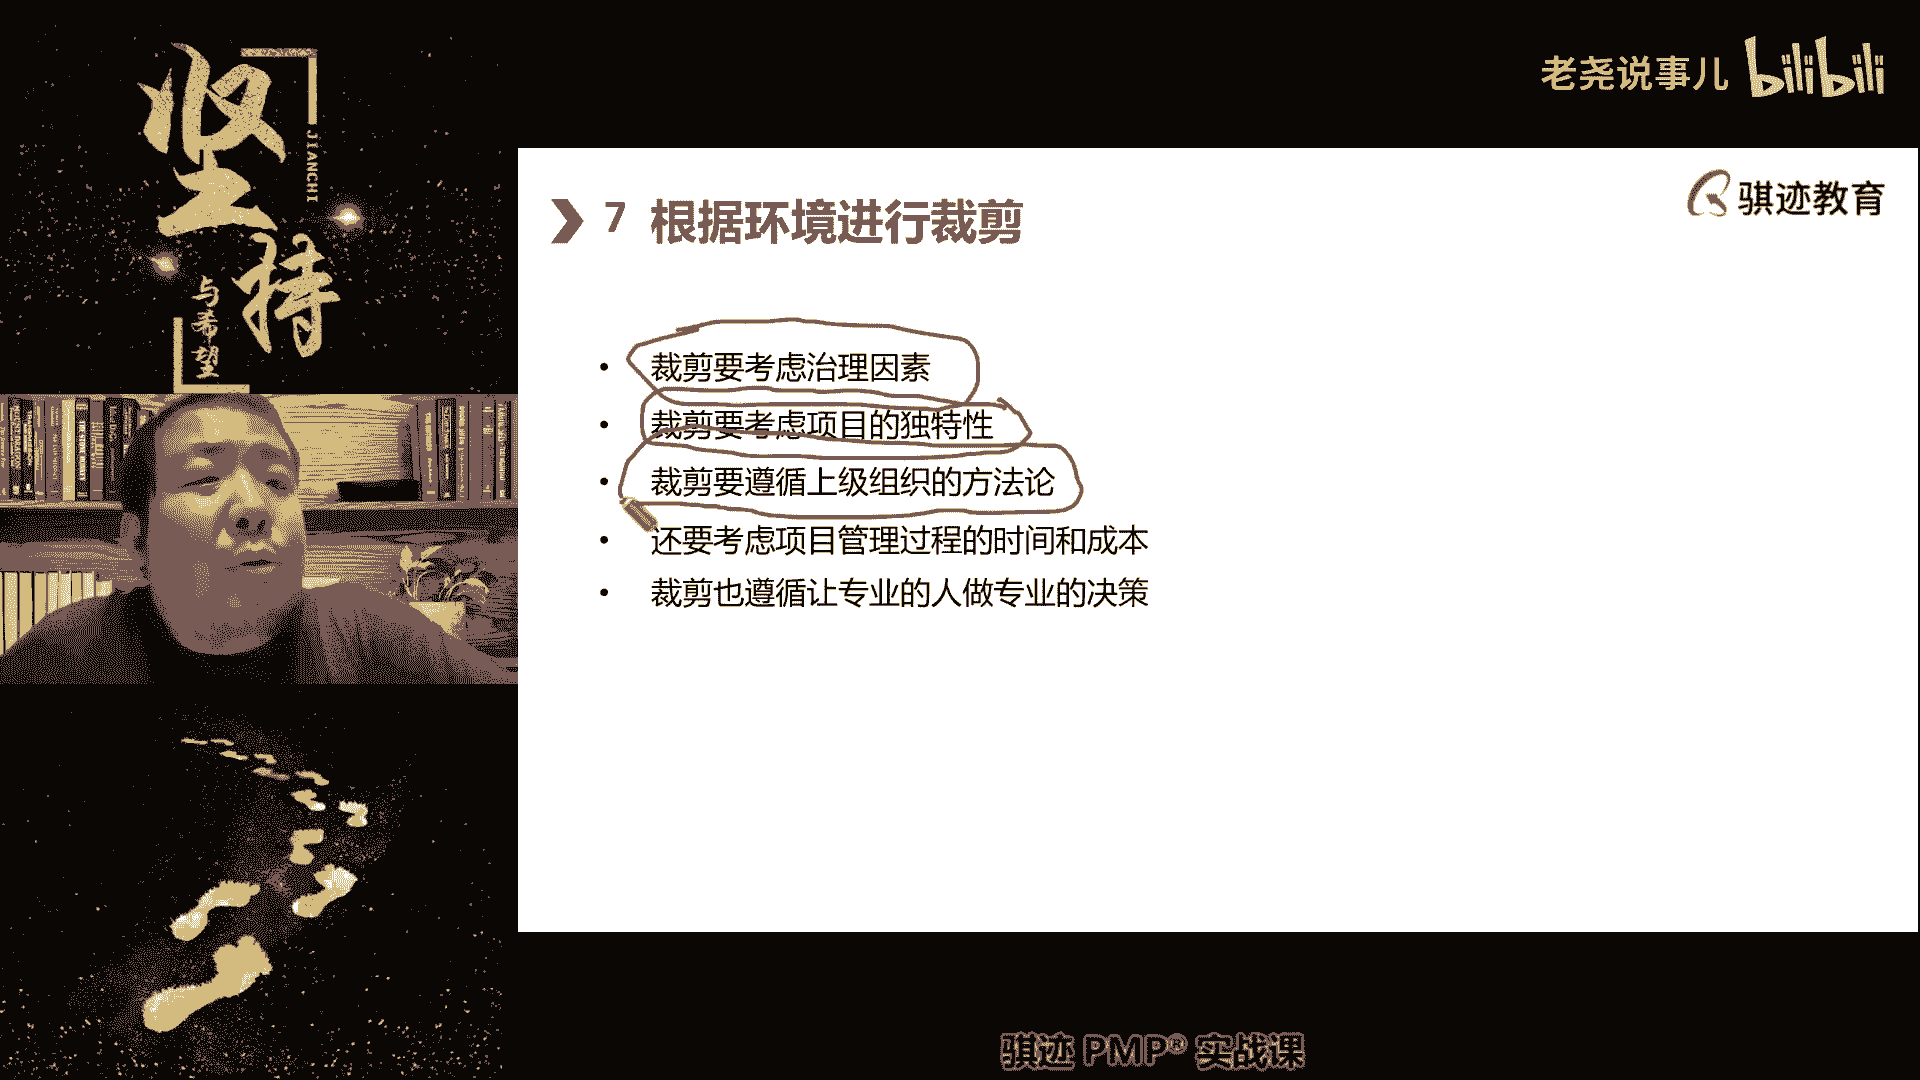 坚持
JIANCHI
与希望
老尧说事儿 bilibili
骐迹教育
7 根据环境进行裁剪
• 裁剪要考虑治理因素
• 裁剪要考虑项目的独特性
• 裁剪要遵循上级组织的方法论
• 还要考虑项目管理过程的时间和成本
• 裁剪也遵循让专业的人做专业的决策
骐迹 PMP® 实战课